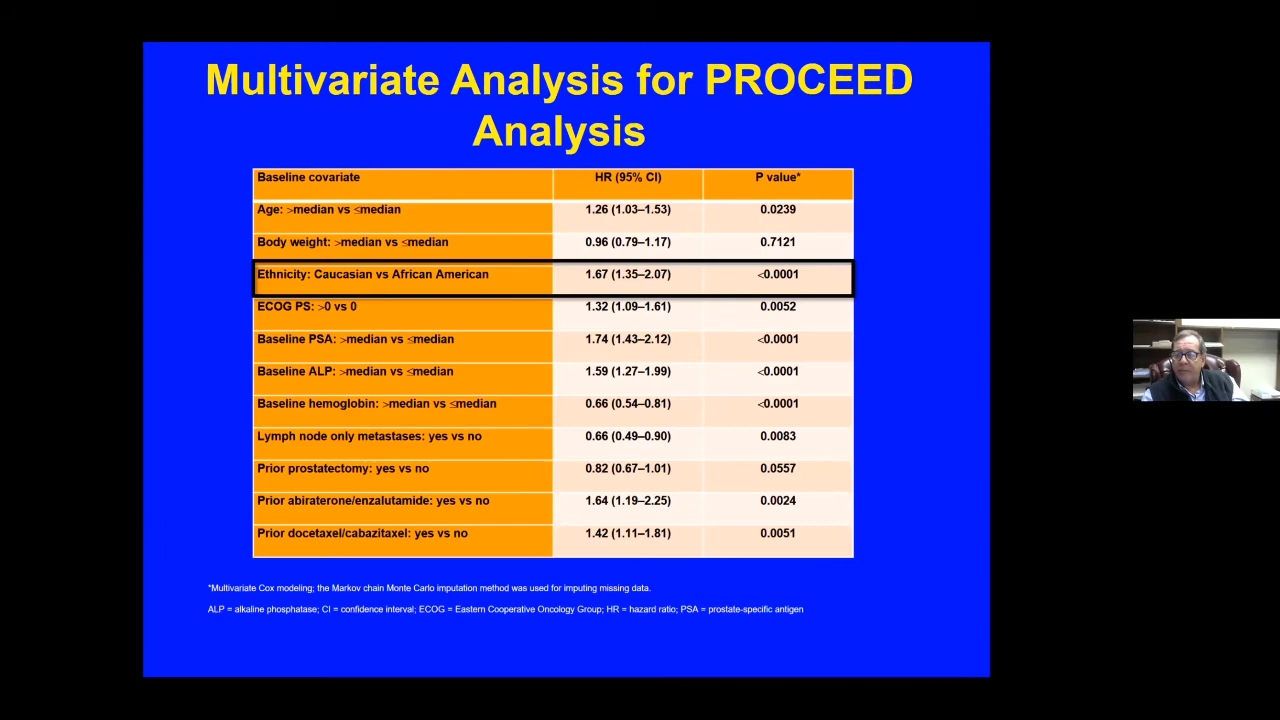 Multivariate Analysis for PROCEED
Analysis
Baseline covariate HR (95% CI) P value*
Age: >median vs ≤median 1.26 (1.03–1.53) 0.0239
Body weight: >median vs ≤median 0.96 (0.79–1.17) 0.7121
Ethnicity: Caucasian vs African American 1.67 (1.35–2.07) <0.0001
ECOG PS: >0 vs 0 1.32 (1.09–1.61) 0.0052
Baseline PSA: >median vs ≤median 1.74 (1.43–2.12) <0.0001
Baseline ALP: >median vs ≤median 1.59 (1.27–1.99) <0.0001
Baseline hemoglobin: >median vs ≤median 0.66 (0.54–0.81) <0.0001
Lymph node only metastases: yes vs no 0.66 (0.49–0.90) 0.0083
Prior prostatectomy: yes vs no 0.82 (0.67–1.01) 0.0557
Prior abiraterone/enzalutamide: yes vs no 1.64 (1.19–2.25) 0.0024
Prior docetaxel/cabazitaxel: yes vs no 1.42 (1.11–1.81) 0.0051
*Multivariate Cox modeling; the Markov chain Monte Carlo imputation method was used for imputing missing data.
ALP = alkaline phosphatase; CI = confidence interval; ECOG = Eastern Cooperative Oncology Group; HR = hazard ratio; PSA = prostate-specific antigen